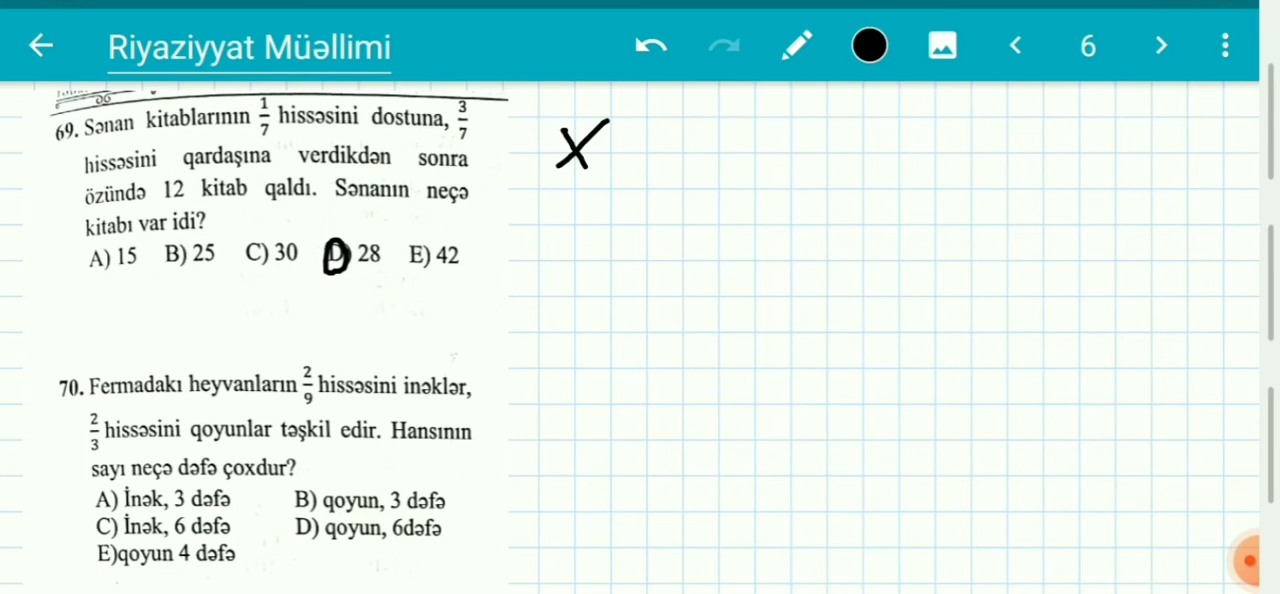 Riyaziyyat Müəllimi
6
69. Sənan kitablarının 1/7 hissəsini dostuna, 3/7
hissəsini qardaşına verdikdən sonra
özündə 12 kitab qaldı. Sənanın neçə
kitabı var idi?
A) 15 B) 25 C) 30 D) 28 E) 42
x
70. Fermadakı heyvanların 2/9 hissəsini inəklər,
2/3 hissəsini qoyunlar təşkil edir. Hansının
sayı neçə dəfə çoxdur?
A) İnək, 3 dəfə B) qoyun, 3 dəfə
C) İnək, 6 dəfə D) qoyun, 6dəfə
E)qoyun 4 dəfə